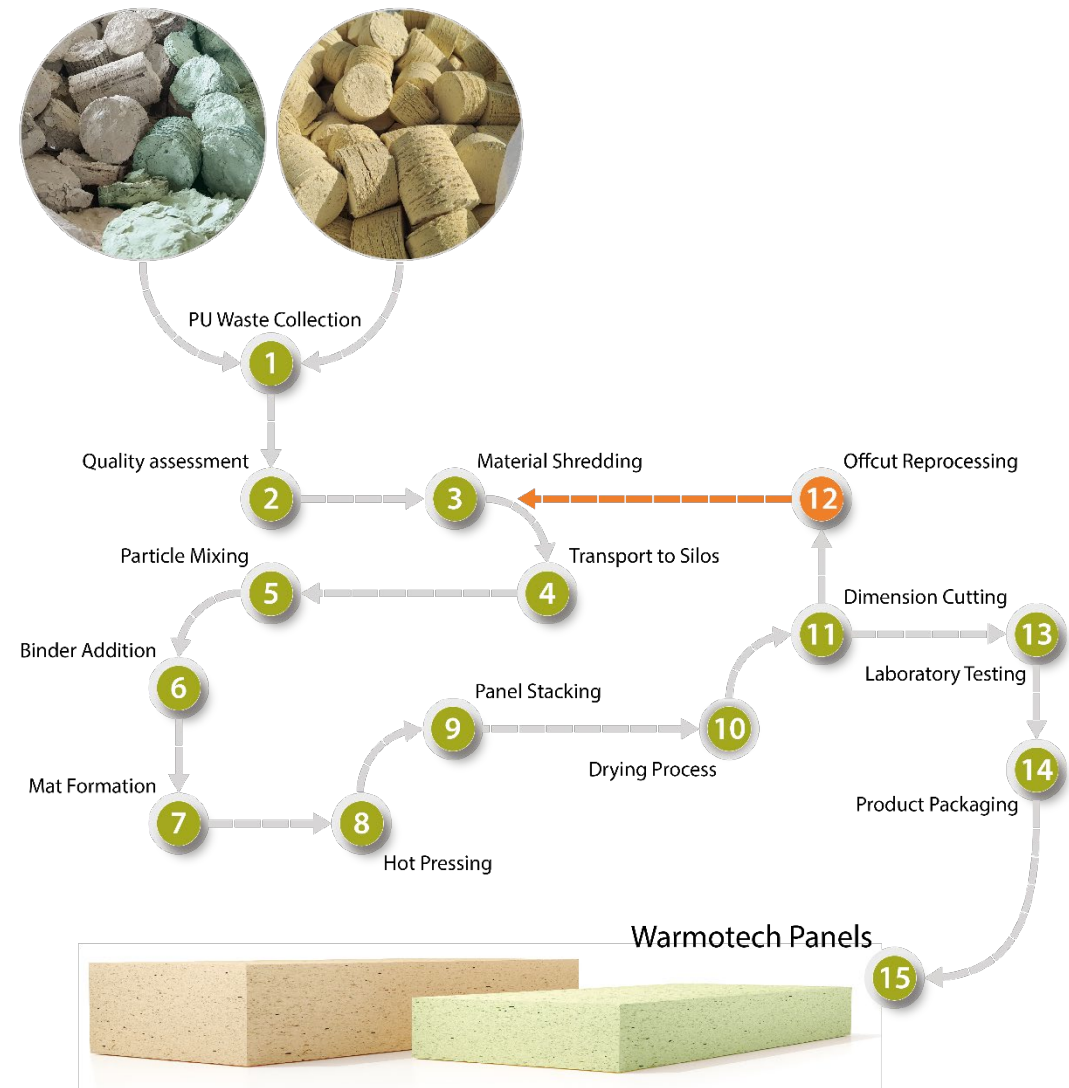 PU Waste Collection
1
Quality assessment
2
Material Shredding
3
Offcut Reprocessing
12
Transport to Silos
4
Particle Mixing
5
Dimension Cutting
11
13
Laboratory Testing
Binder Addition
6
Panel Stacking
9
10
Drying Process
14
Product Packaging
Mat Formation
7
8
Hot Pressing
Warmotech Panels
15